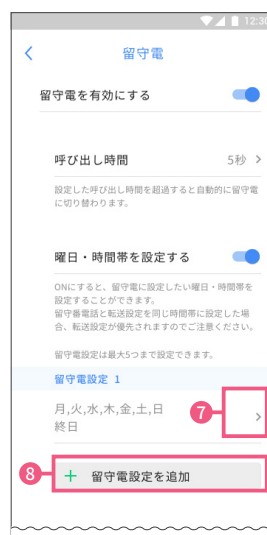 12:30
留守電
留守電を有効にする
呼び出し時間 5秒
設定した呼び出し時間を超過すると自動的に留守電
に切り替わります。
曜日・時間帯を設定する
ONにすると、留守電に設定したい曜日・時間帯を
設定することができます。
留守番電話と転送設定を同じ時間帯に設定した場
合、転送設定が優先されますのでご注意ください。
留守電設定は最大5つまで設定できます。
留守電設定 1
月,火,水,木,金,土,日
終日
7
8
+ 留守電設定を追加